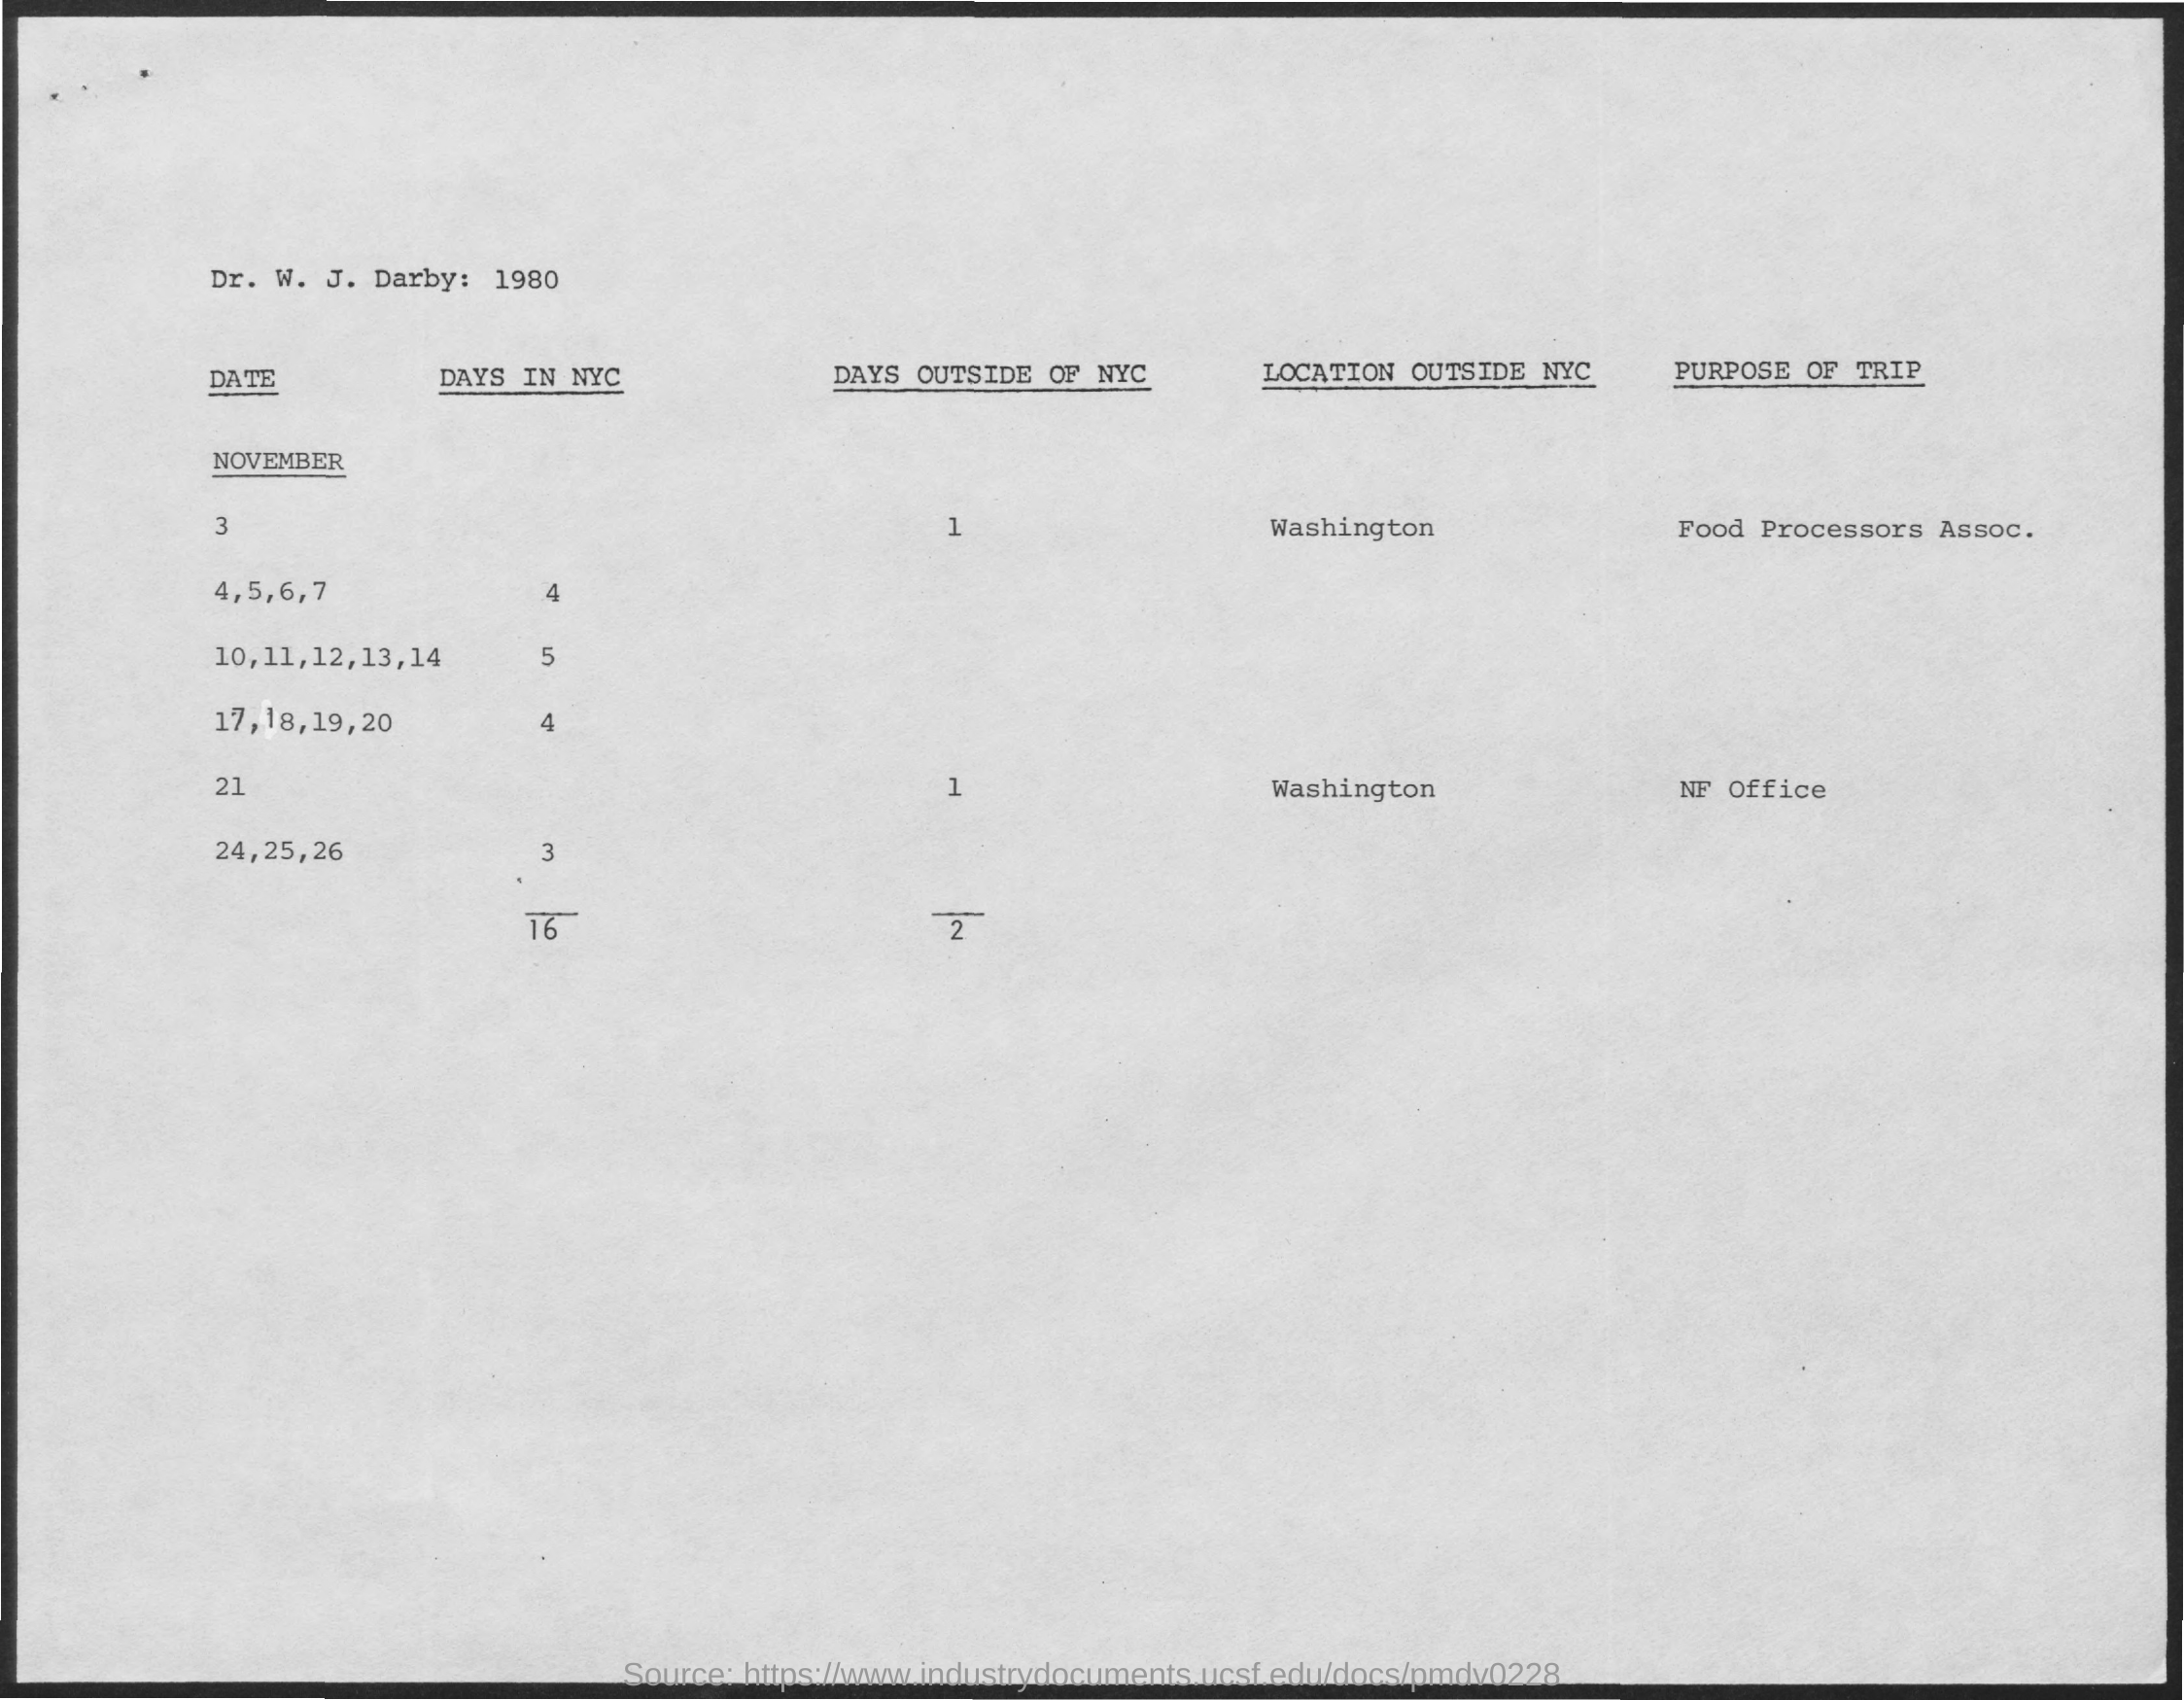 Dr. W. J. Darby: 1980
DATE DAYS IN NYC DAYS OUTSIDE OF NYC LOCATION OUTSIDE NYC PURPOSE OF TRIP
NOVEMBER
3 1 Washington Food Processors Assoc.
4,5,6,7 4
10,11,12,13,14 5
17,18,19,20 4
21 1 Washington NF Office
24,25,26 3
16 2
Source: https://www.industrydocuments.ucsf.edu/docs/pmdv0228